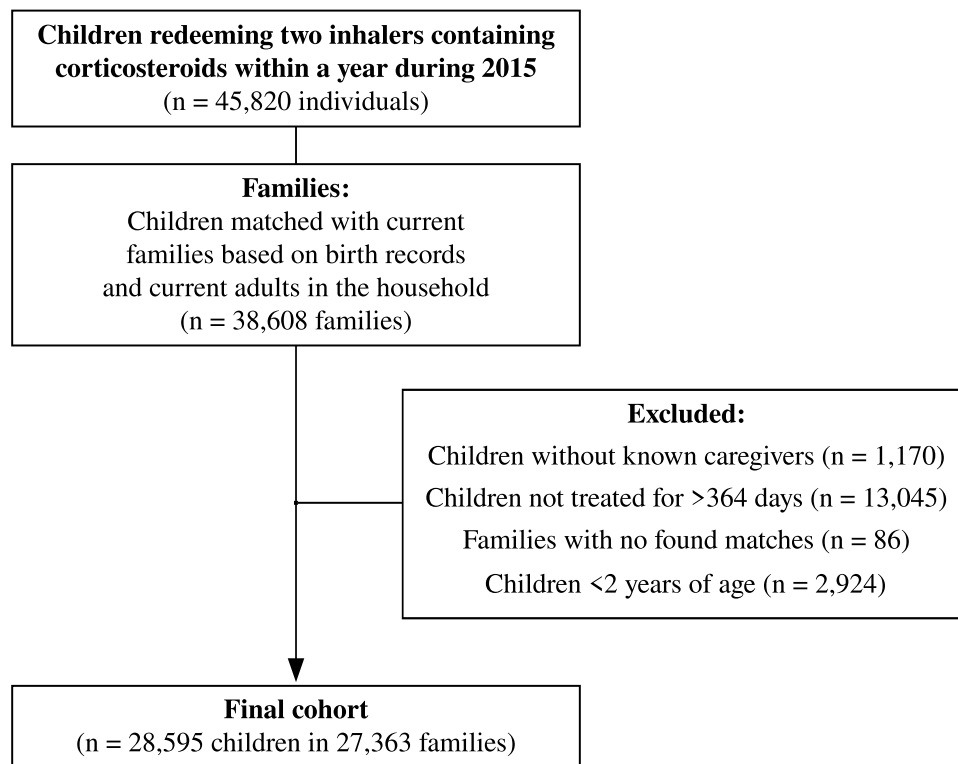 Children redeeming two inhalers containing
corticosteroids within a year during 2015
(n = 45,820 individuals)
Families:
Children matched with current
families based on birth records
and current adults in the household
(n = 38,608 families)
Excluded:
Children without known caregivers (n = 1,170)
Children not treated for >364 days (n = 13,045)
Families with no found matches (n = 86)
Children <2 years of age (n = 2,924)
Final cohort
(n = 28,595 children in 27,363 families)